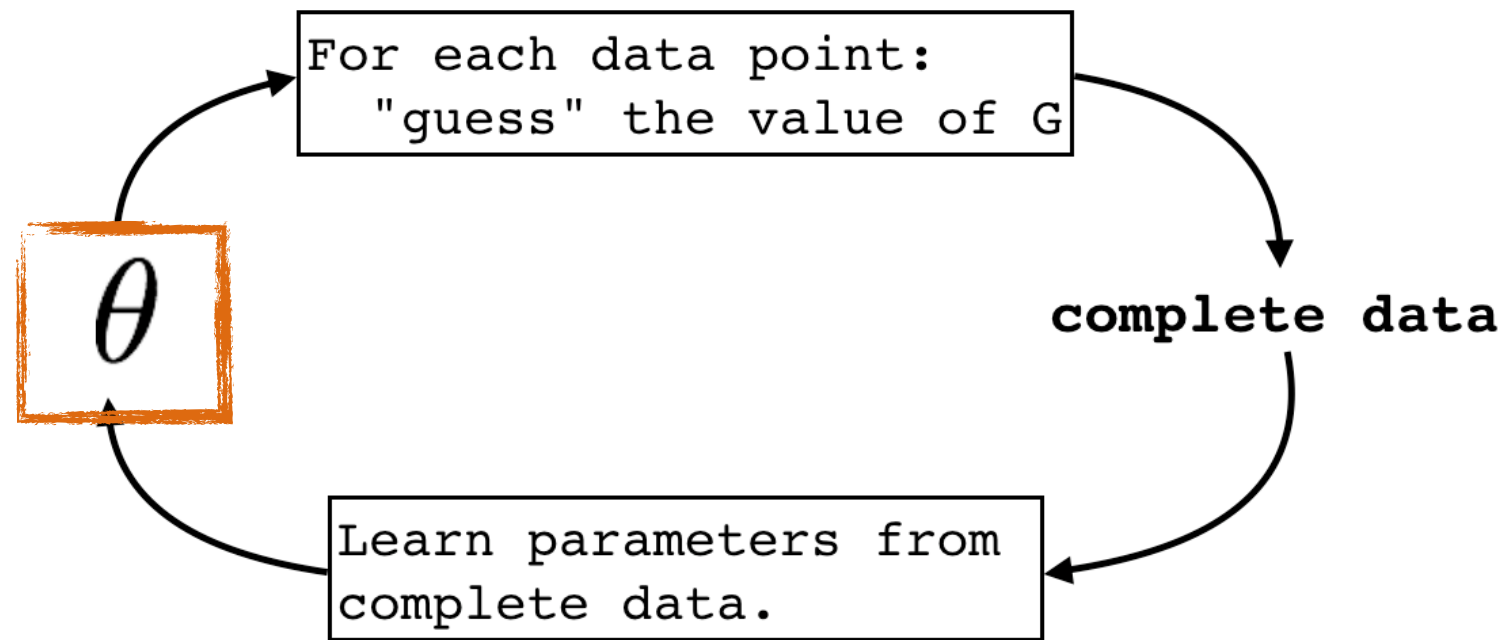 For each data point:
"guess" the value of G
θ
complete data
Learn parameters from
complete data.